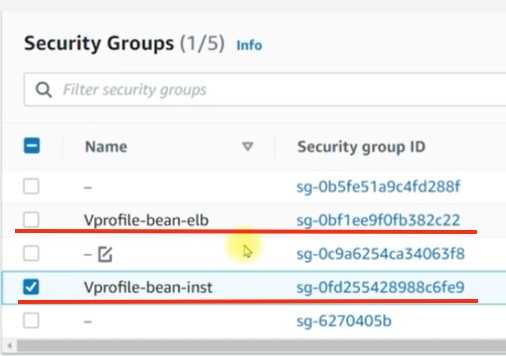 Security Groups (1/5) Info
Filter security groups
Name Security group ID
– sg-0b5fe51a9c4fd288f
Vprofile-bean-elb sg-0bf1ee9f0fb382c22
– sg-0c9a6254ca34063f8
Vprofile-bean-inst sg-0fd255428988c6fe9
– sg-6270405b